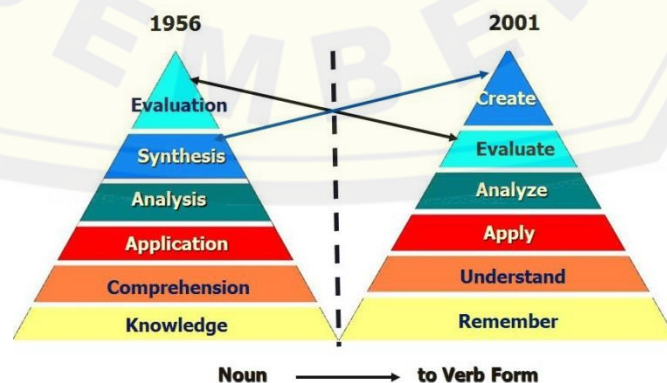 1956
2001
Evaluation
Synthesis
Analysis
Application
Comprehension
Knowledge
Create
Evaluate
Analyze
Apply
Understand
Remember
Noun to Verb Form